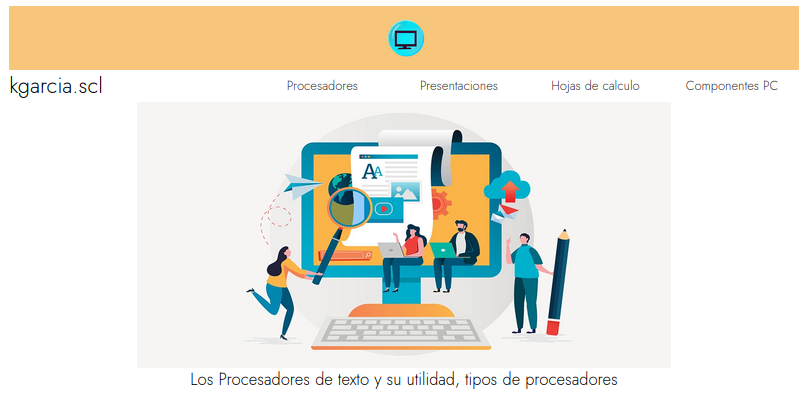 kgarcia.scl
Procesadores Presentaciones Hojas de calculo Componentes PC
AA
Los Procesadores de texto y su utilidad, tipos de procesadores